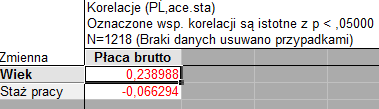 Korelacje (PL,ace.sta)
Oznaczone wsp. korelacji są istotne z p < ,05000
N=1218 (Braki danych usuwano przypadkami)
Zmienna Płaca brutto
Wiek 0,238988
Staż pracy -0,066294